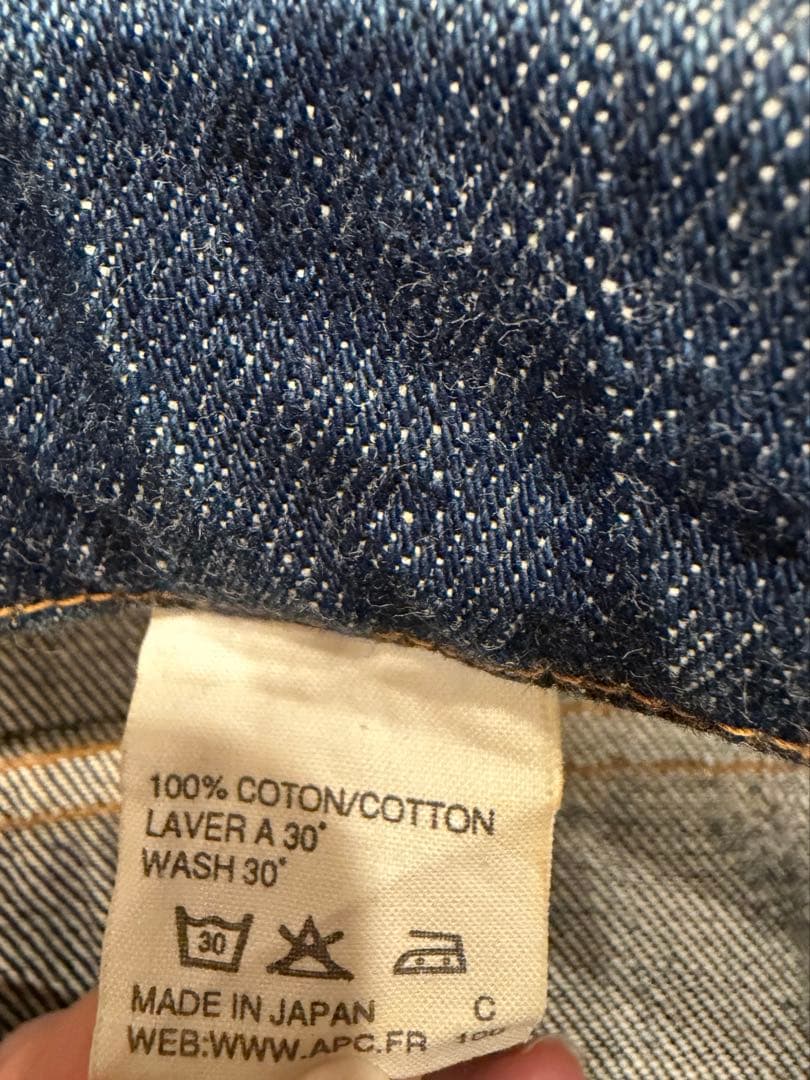 100% COTON/COTTON
LAVER A 30°
WASH 30°
30
MADE IN JAPAN C
WEB:WWW.APC.FR